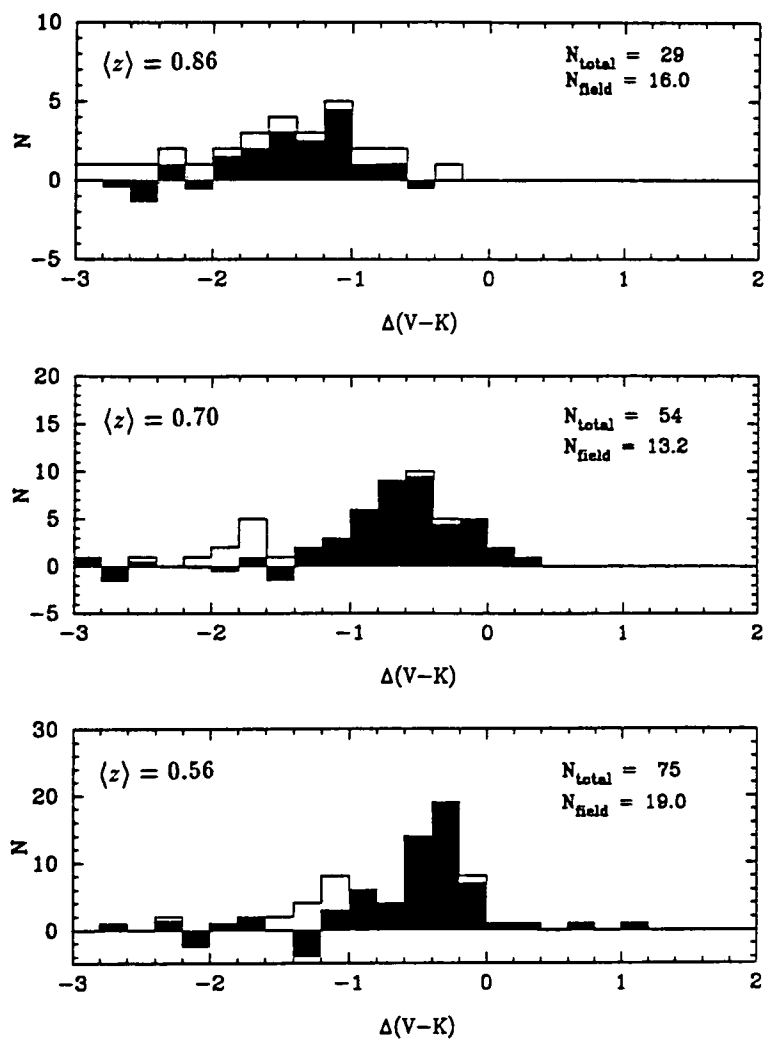 10
⟨z⟩ = 0.86
N_total = 29
N_field = 16.0
5
N
0
−5
−3 −2 −1 0 1 2
Δ(V−K)
20
⟨z⟩ = 0.70
N_total = 54
N_field = 13.2
15
10
N
5
0
−5
−3 −2 −1 0 1 2
Δ(V−K)
30
⟨z⟩ = 0.56
N_total = 75
N_field = 19.0
20
N
10
0
−3 −2 −1 0 1 2
Δ(V−K)